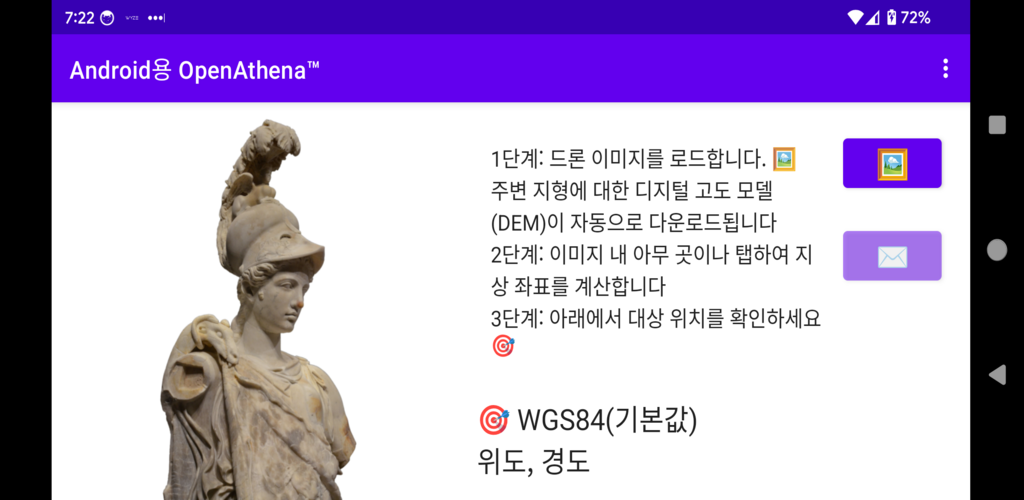 7:22
72%
Android용 OpenAthena™
1단계: 드론 이미지를 로드합니다. 🖼️
주변 지형에 대한 디지털 고도 모델
(DEM)이 자동으로 다운로드됩니다
2단계: 이미지 내 아무 곳이나 탭하여 지
상 좌표를 계산합니다
3단계: 아래에서 대상 위치를 확인하세요
🎯
🎯 WGS84(기본값)
위도, 경도